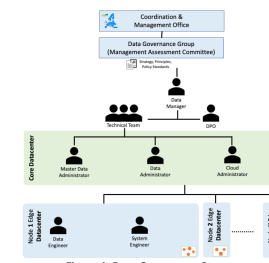 Coordination &
Management Office
Data Governance Group
(Management Assessment Committee)
Strategy, Principles,
Policy Standards
Data
Manager
Technical Team
DPO
Core Datacenter
Master Data
Administrator
Data
Administrator
Cloud
Administrator
Node 1 Edge
Datacenter
Data
Engineer
System
Engineer
Node 2 Edge
Datacenter